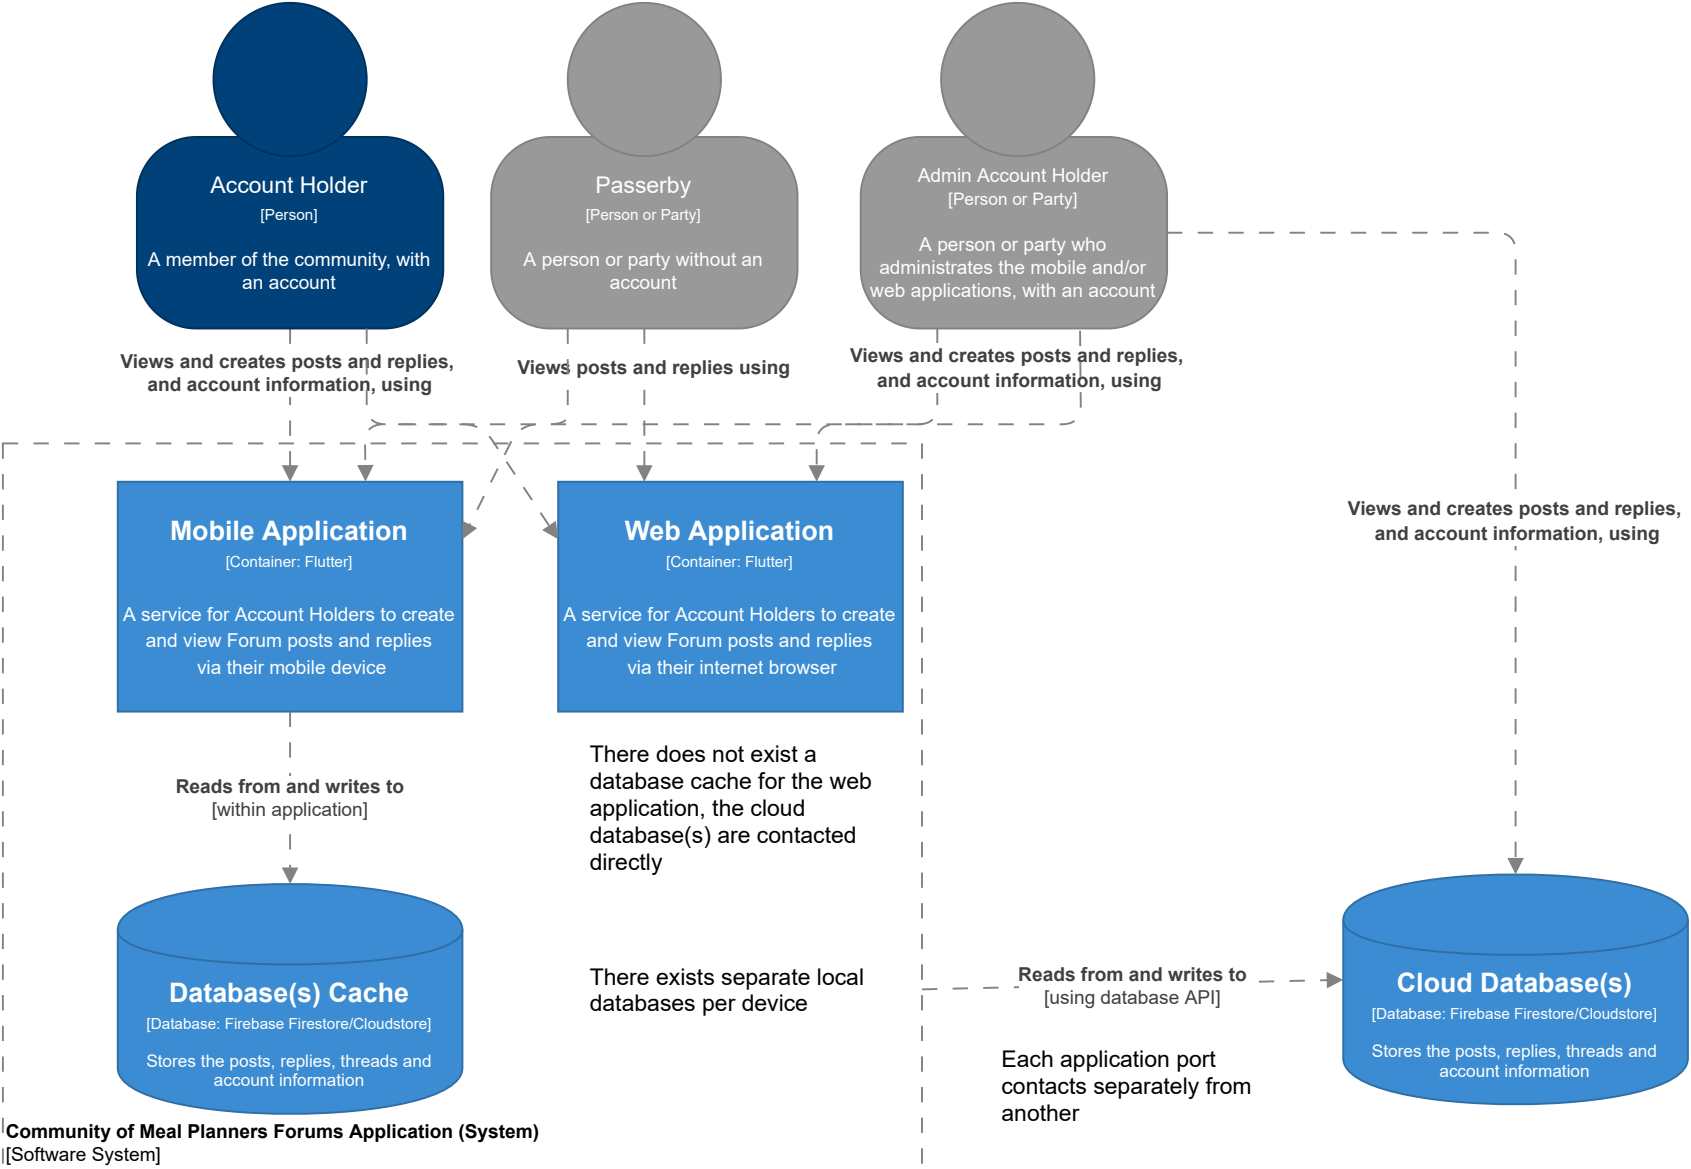 Account Holder
[Person]
A member of the community, with
an account
Passerby
[Person or Party]
A person or party without an
account
Admin Account Holder
[Person or Party]
A person or party who
administrates the mobile and/or
web applications, with an account
Views and creates posts and replies,
and account information, using
Views posts and replies using
Views and creates posts and replies,
and account information, using
Views and creates posts and replies,
and account information, using
Mobile Application
[Container: Flutter]
A service for Account Holders to create
and view Forum posts and replies
via their mobile device
Web Application
[Container: Flutter]
A service for Account Holders to create
and view Forum posts and replies
via their internet browser
Reads from and writes to
[within application]
There does not exist a
database cache for the web
application, the cloud
database(s) are contacted
directly
Database(s) Cache
[Database: Firebase Firestore/Cloudstore]
Stores the posts, replies, threads and
account information
There exists separate local
databases per device
Reads from and writes to
[using database API]
Each application port
contacts separately from
another
Cloud Database(s)
[Database: Firebase Firestore/Cloudstore]
Stores the posts, replies, threads and
account information
Community of Meal Planners Forums Application (System)
[Software System]